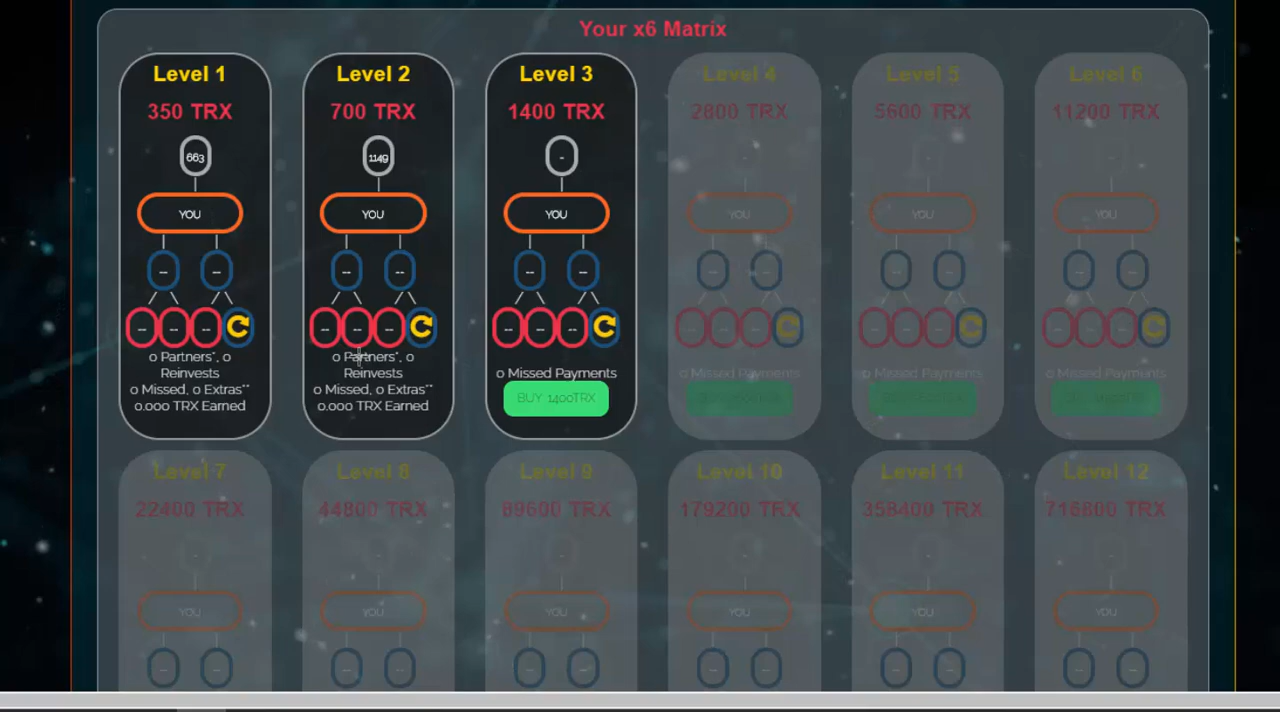 Your x6 Matrix
Level 1
350 TRX
663
YOU
--
--
--
--
--
0 Partners*, 0
Reinvests
0 Missed, 0 Extras**
0.000 TRX Earned
Level 2
700 TRX
1149
YOU
--
--
--
--
--
0 Partners*, 0
Reinvests
0 Missed, 0 Extras**
0.000 TRX Earned
Level 3
1400 TRX
-
YOU
--
--
--
--
--
0 Missed Payments
BUY 1400TRX
Level 4
2800 TRX
-
YOU
--
--
--
--
--
0 Missed Payments
Level 5
5600 TRX
-
YOU
--
--
--
--
--
0 Missed Payments
Level 6
11200 TRX
-
YOU
--
--
--
--
--
0 Missed Payments
Level 7
22400 TRX
-
YOU
--
--
Level 8
44800 TRX
-
YOU
--
--
Level 9
89600 TRX
-
YOU
--
--
Level 10
179200 TRX
-
YOU
--
--
Level 11
358400 TRX
-
YOU
--
--
Level 12
716800 TRX
-
YOU
--
--